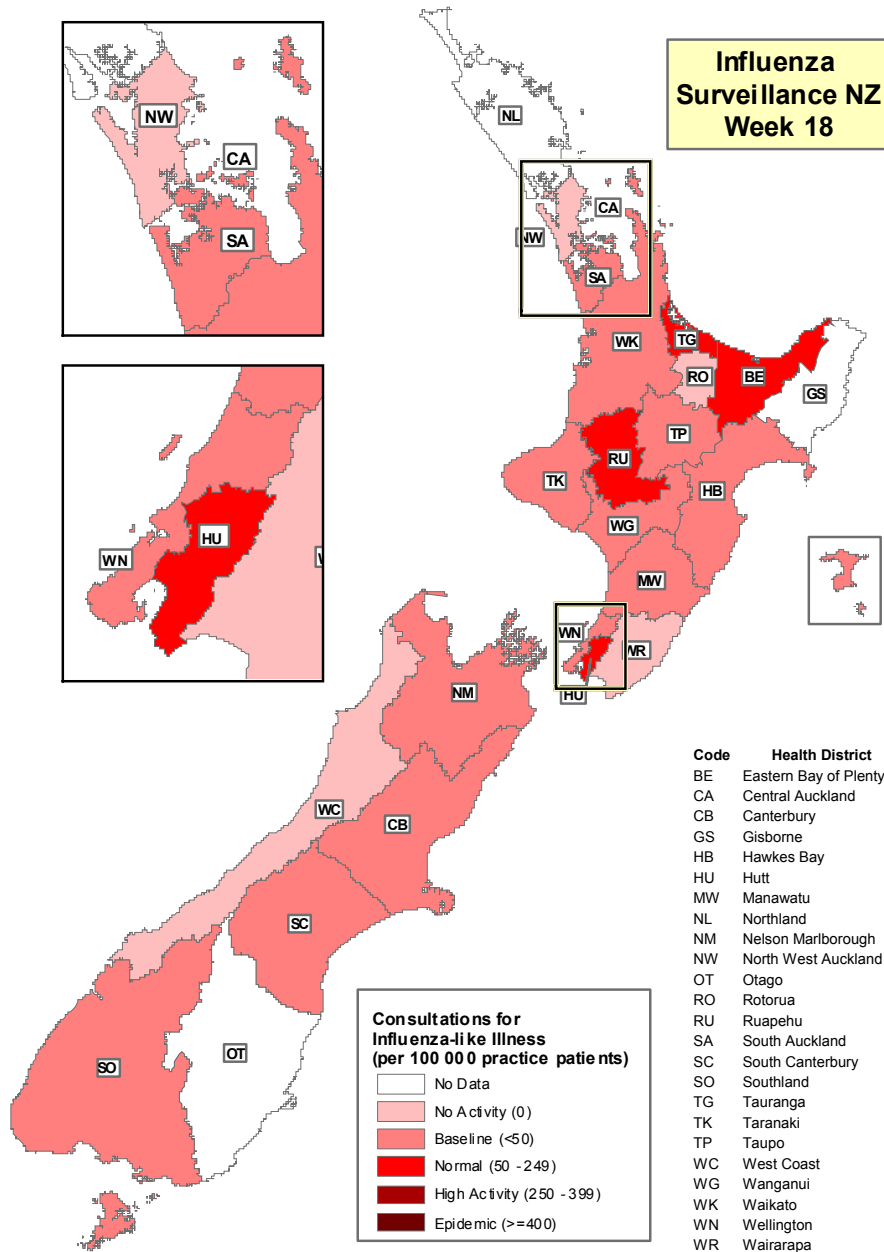 Influenza
Surveillance NZ
Week 18
NW
CA
SA
HU
WN
NL
CA
NW
SA
WK
TG
RO
BE
GS
TP
RU
TK
HB
WG
MW
WN
WR
HU
NM
WC
CB
SC
SO
OT
Code Health District
BE Eastern Bay of Plenty
CA Central Auckland
CB Canterbury
GS Gisborne
HB Hawkes Bay
HU Hutt
MW Manawatu
NL Northland
NM Nelson Marlborough
NW North West Auckland
OT Otago
RO Rotorua
RU Ruapehu
SA South Auckland
SC South Canterbury
SO Southland
TG Tauranga
TK Taranaki
TP Taupo
WC West Coast
WG Wanganui
WK Waikato
WN Wellington
WR Wairarapa
Consultations for
Influenza-like Illness
(per 100 000 practice patients)
No Data
No Activity (0)
Baseline (<50)
Normal (50 - 249)
High Activity (250 - 399)
Epidemic (>=400)